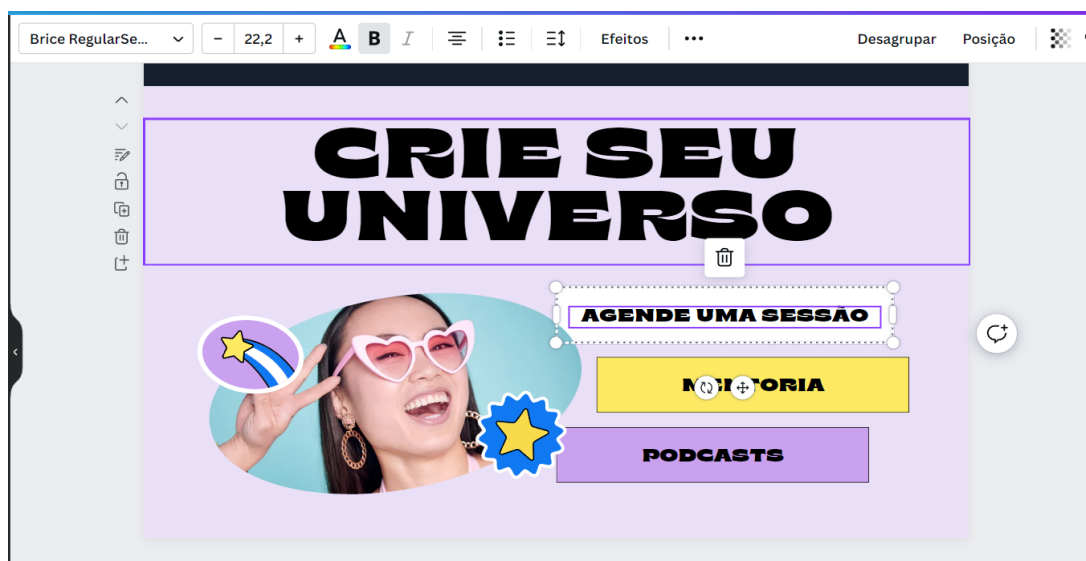 Brice RegularSe...
– 22,2 +
A B I
Efeitos
Desagrupar
Posição
CRIE SEU
UNIVERSO
AGENDE UMA SESSÃO
PODCASTS